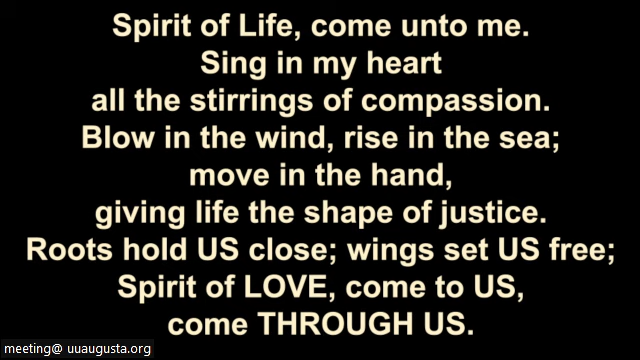 Spirit of Life, come unto me.
Sing in my heart
all the stirrings of compassion.
Blow in the wind, rise in the sea;
move in the hand,
giving life the shape of justice.
Roots hold US close; wings set US free;
Spirit of LOVE, come to US,
come THROUGH US.
meeting@ uuaugusta.org